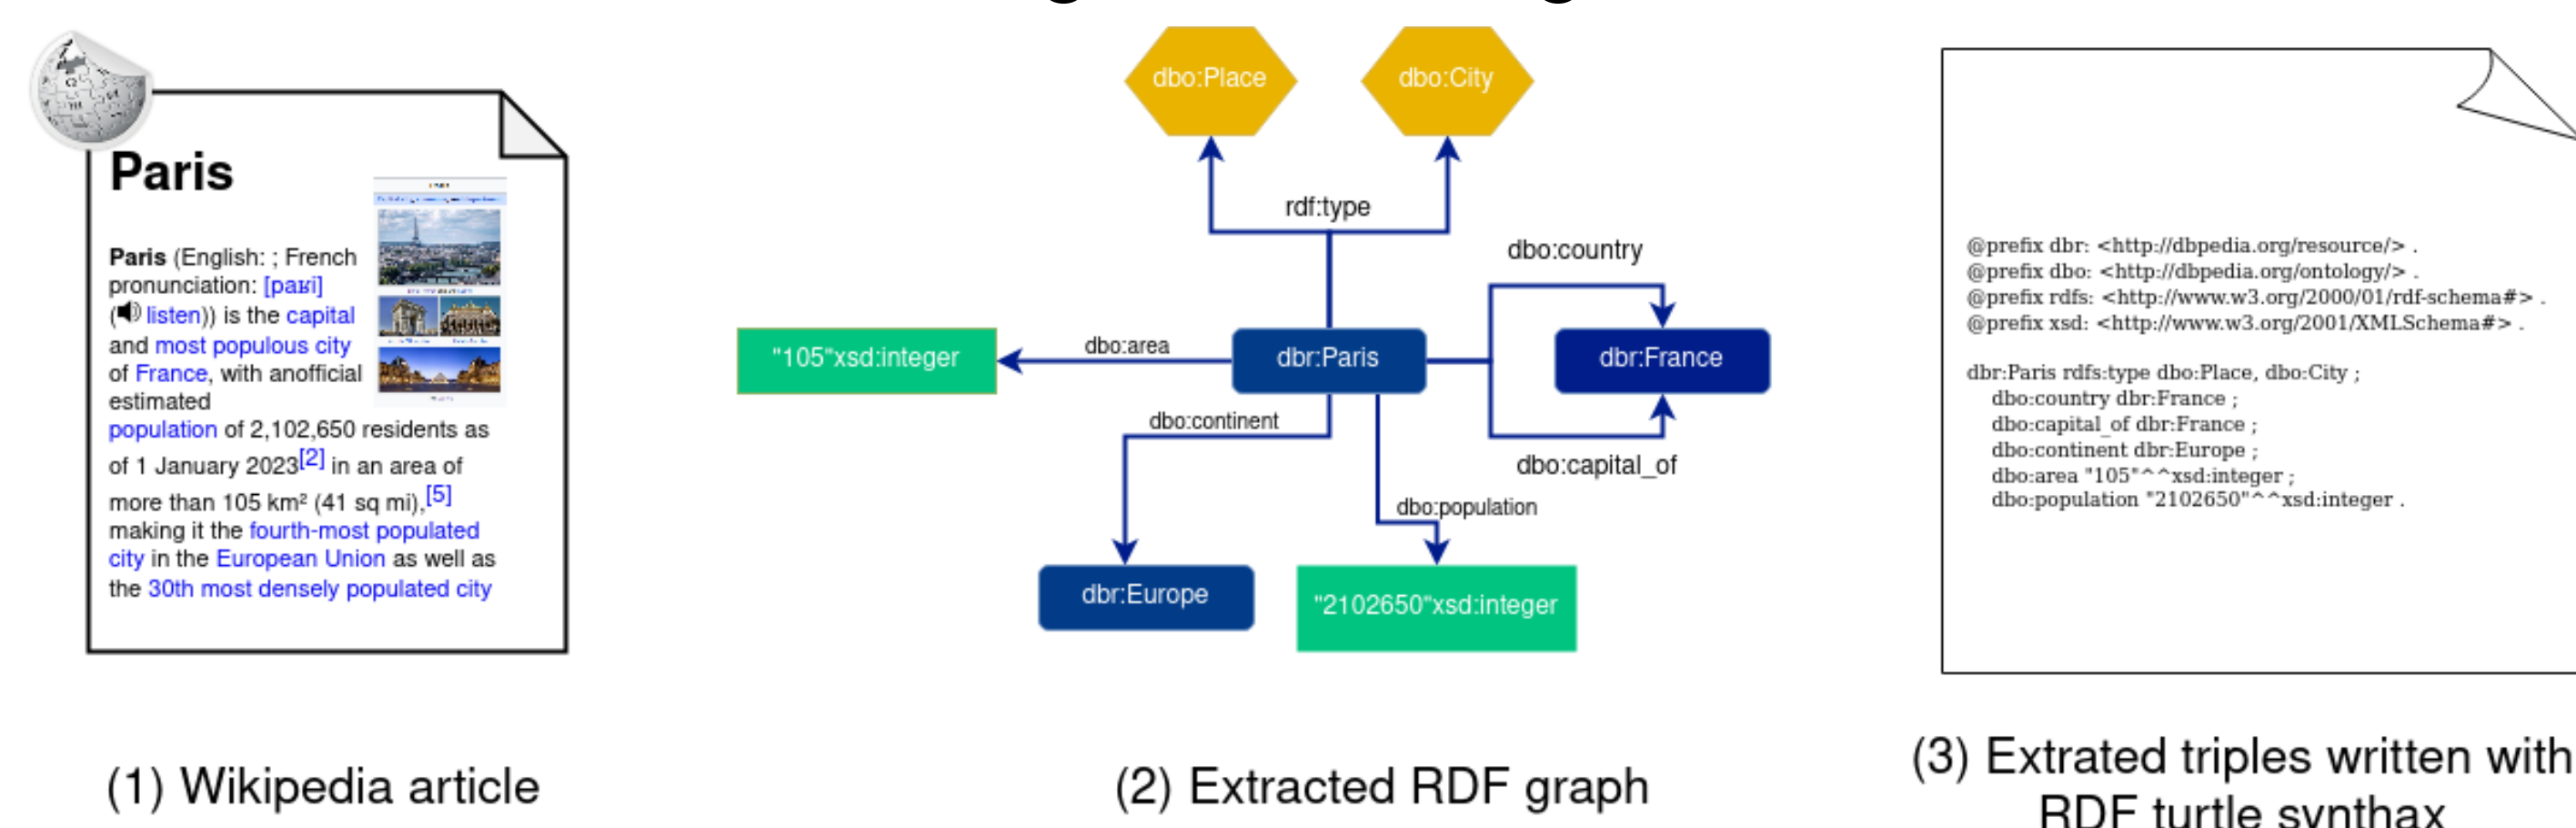 Paris
Paris (English: ; French
pronunciation: [paʁi]
(listen)) is the capital
and most populous city
of France, with anofficial
estimated
population of 2,102,650 residents as
of 1 January 2023[2] in an area of
more than 105 km² (41 sq mi),[5]
making it the fourth-most populated
city in the European Union as well as
the 30th most densely populated city
(1) Wikipedia article
dbo:Place
dbo:City
rdf:type
dbo:country
"105"xsd:integer
dbo:area
dbr:Paris
dbr:France
dbo:continent
dbo:capital_of
dbo:population
dbr:Europe
"2102650"xsd:integer
(2) Extracted RDF graph
@prefix dbr: <http://dbpedia.org/resource/> .
@prefix dbo: <http://dbpedia.org/ontology/> .
@prefix rdfs: <http://www.w3.org/2000/01/rdf-schema#> .
@prefix xsd: <http://www.w3.org/2001/XMLSchema#> .
dbr:Paris rdfs:type dbo:Place, dbo:City ;
dbo:country dbr:France ;
dbo:capital_of dbr:France ;
dbo:continent dbr:Europe ;
dbo:area "105"^^xsd:integer ;
dbo:population "2102650"^^xsd:integer .
(3) Extrated triples written with
RDF turtle synthax